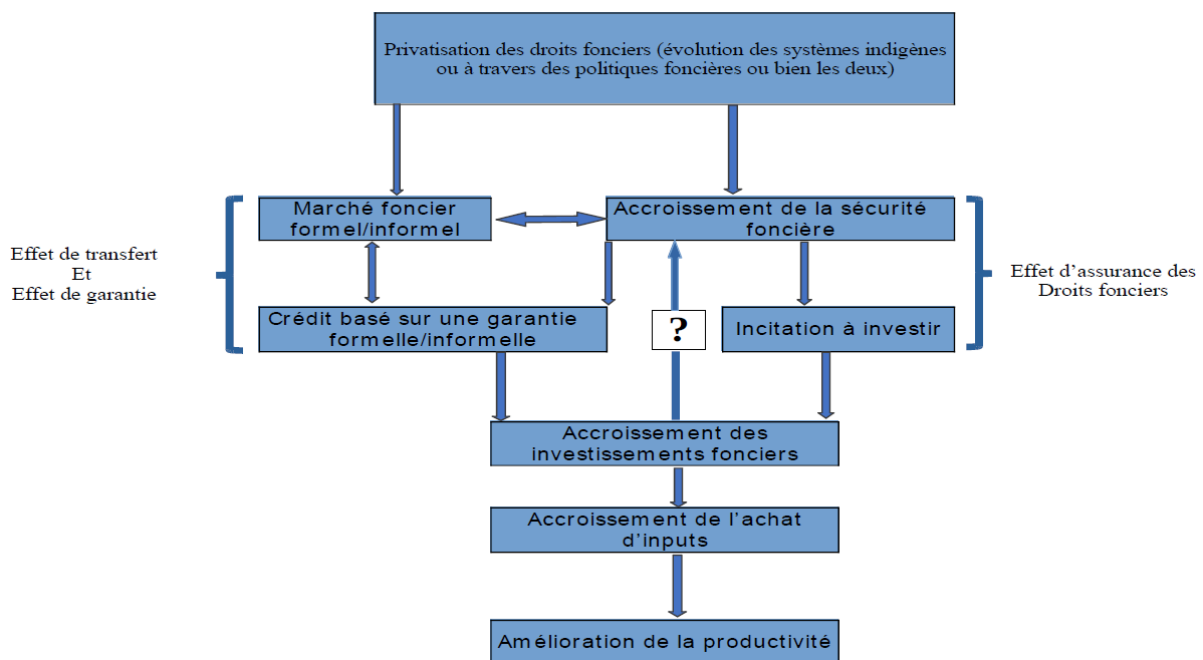 Privatisation des droits fonciers (évolution des systèmes indigènes
ou à travers des politiques foncières ou bien les deux)
Marché foncier
formel/informel
Accroissement de la sécurité
foncière
Effet de transfert
Et
Effet de garantie
Effet d’assurance des
Droits fonciers
Crédit basé sur une garantie
formelle/informelle
?
Incitation à investir
Accroissement des
investissements fonciers
Accroissement de l’achat
d’inputs
Amélioration de la productivité